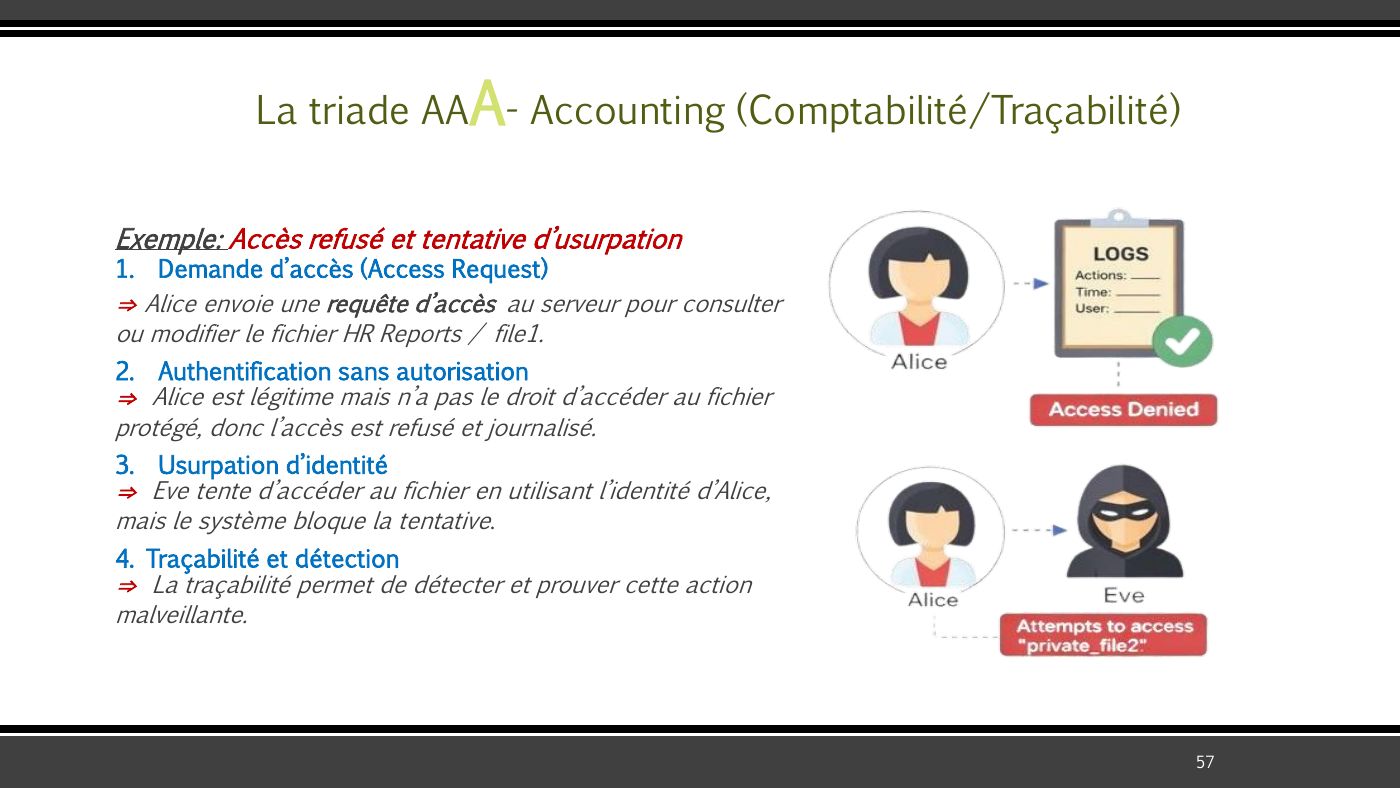 La triade AAA- Accounting (Comptabilité/Traçabilité)
Exemple: Accès refusé et tentative d’usurpation
1. Demande d’accès (Access Request)
⇒ Alice envoie une requête d’accès au serveur pour consulter
ou modifier le fichier HR Reports / file1.
2. Authentification sans autorisation
⇒ Alice est légitime mais n’a pas le droit d’accéder au fichier
protégé, donc l’accès est refusé et journalisé.
3. Usurpation d’identité
⇒ Eve tente d’accéder au fichier en utilisant l’identité d’Alice,
mais le système bloque la tentative.
4. Traçabilité et détection
⇒ La traçabilité permet de détecter et prouver cette action
malveillante.
LOGS
Actions: ____
Time: ____
User: ____
Alice
Access Denied
Alice
Eve
Attempts to access
"private_file2"
57